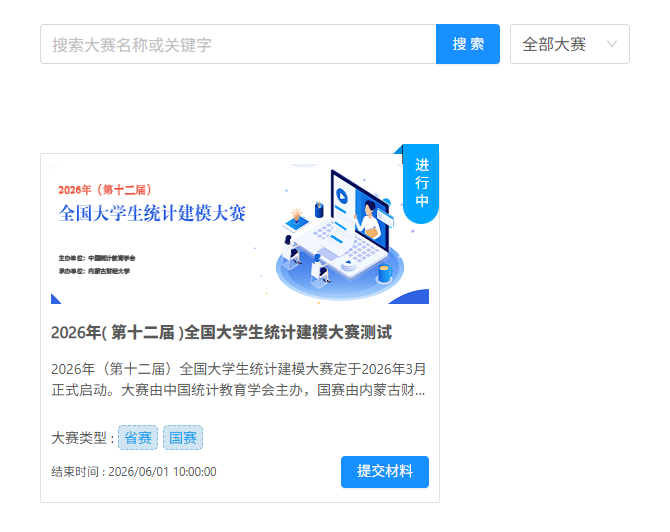 搜索大赛名称或关键字
搜 索
全部大赛
进行中
2026年（第十二届）
全国大学生统计建模大赛
主办单位：中国统计教育学会
承办单位：内蒙古财经大学
2026年( 第十二届 )全国大学生统计建模大赛测试
2026年（第十二届）全国大学生统计建模大赛定于2026年3月
正式启动。大赛由中国统计教育学会主办，国赛由内蒙古财...
大赛类型 : 省赛 国赛
结束时间 : 2026/06/01 10:00:00
提交材料